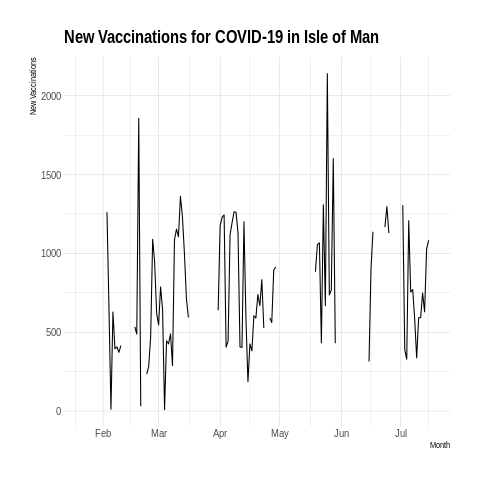 New Vaccinations for COVID-19 in Isle of Man
New Vaccinations
2000
1500
1000
500
0
Feb Mar Apr May Jun Jul
Month